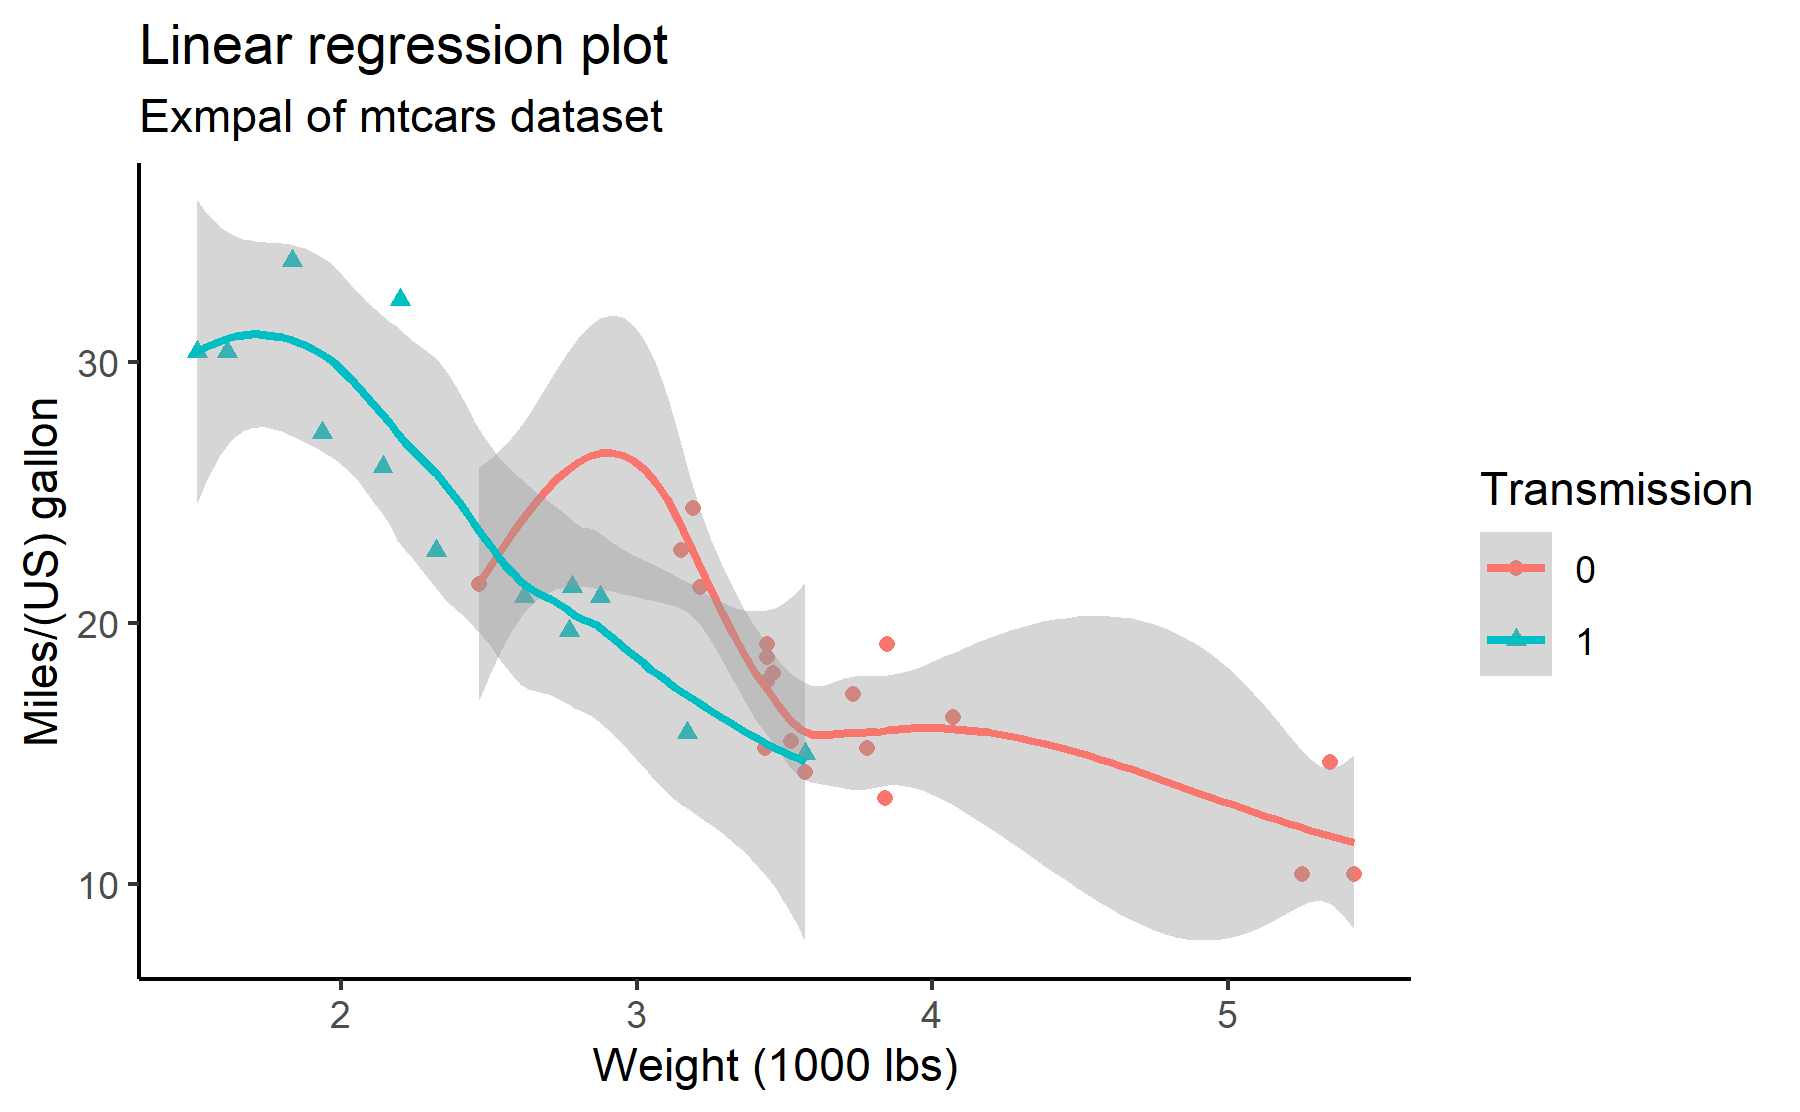 Linear regression plot
Exmpal of mtcars dataset
Miles/(US) gallon
30
20
10
2 3 4 5
Weight (1000 lbs)
Transmission
0
1